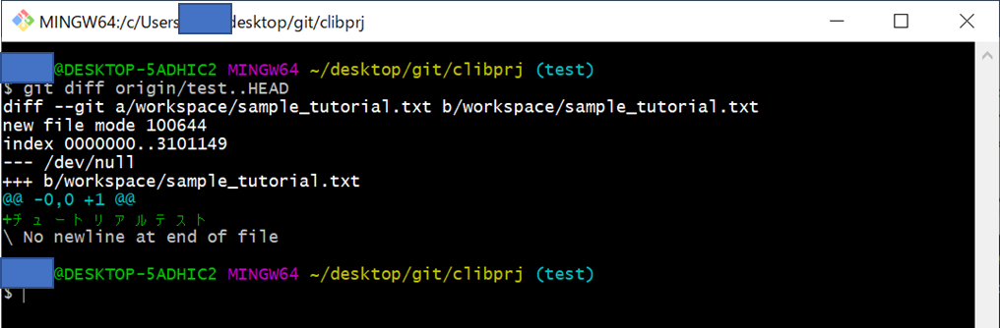 MINGW64:/c/Users desktop/git/clibprj
@DESKTOP-5ADHIC2 MINGW64 ~/desktop/git/clibprj (test)
$ git diff origin/test..HEAD
diff --git a/workspace/sample_tutorial.txt b/workspace/sample_tutorial.txt
new file mode 100644
index 0000000..3101149
--- /dev/null
+++ b/workspace/sample_tutorial.txt
@@ -0,0 +1 @@
+チュートリアルテスト
\ No newline at end of file
@DESKTOP-5ADHIC2 MINGW64 ~/desktop/git/clibprj (test)
$